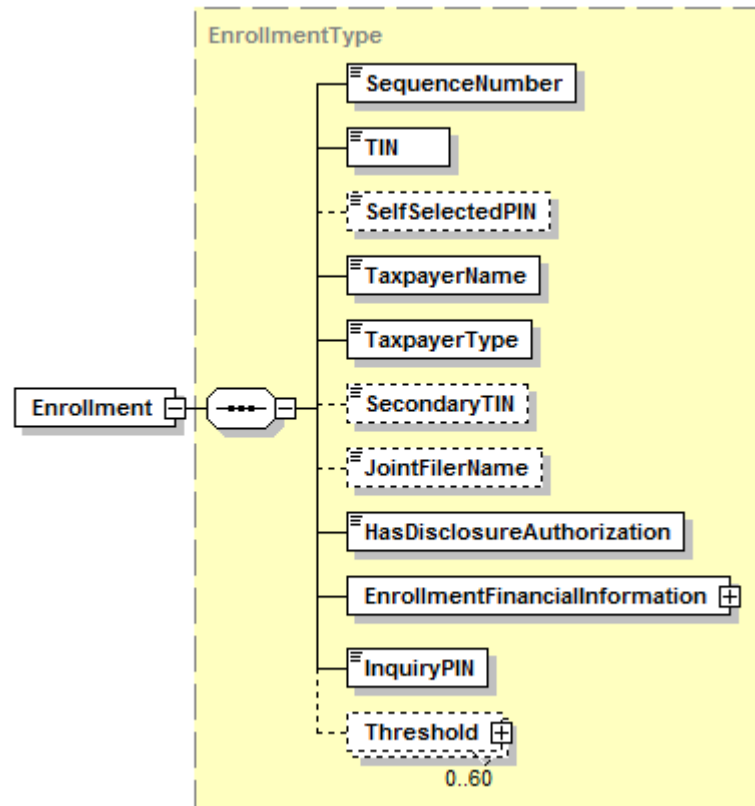 EnrollmentType
SequenceNumber
TIN
SelfSelectedPIN
TaxpayerName
TaxpayerType
Enrollment
SecondaryTIN
JointFilerName
HasDisclosureAuthorization
EnrollmentFinancialInformation
InquiryPIN
Threshold
0..60